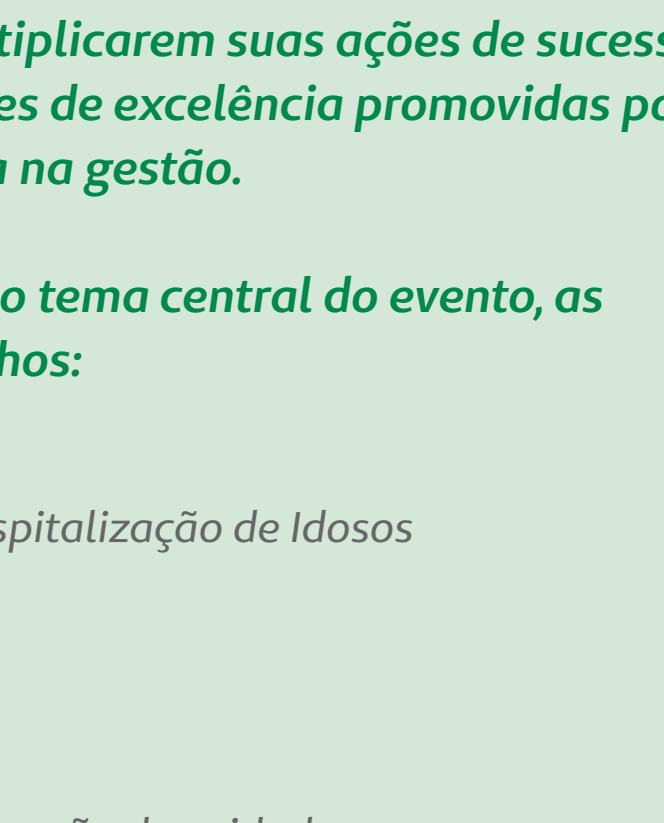 tiplicarem suas ações de sucess
es de excelência promovidas po
a na gestão.
o tema central do evento, as
hos:
spitalização de Idosos